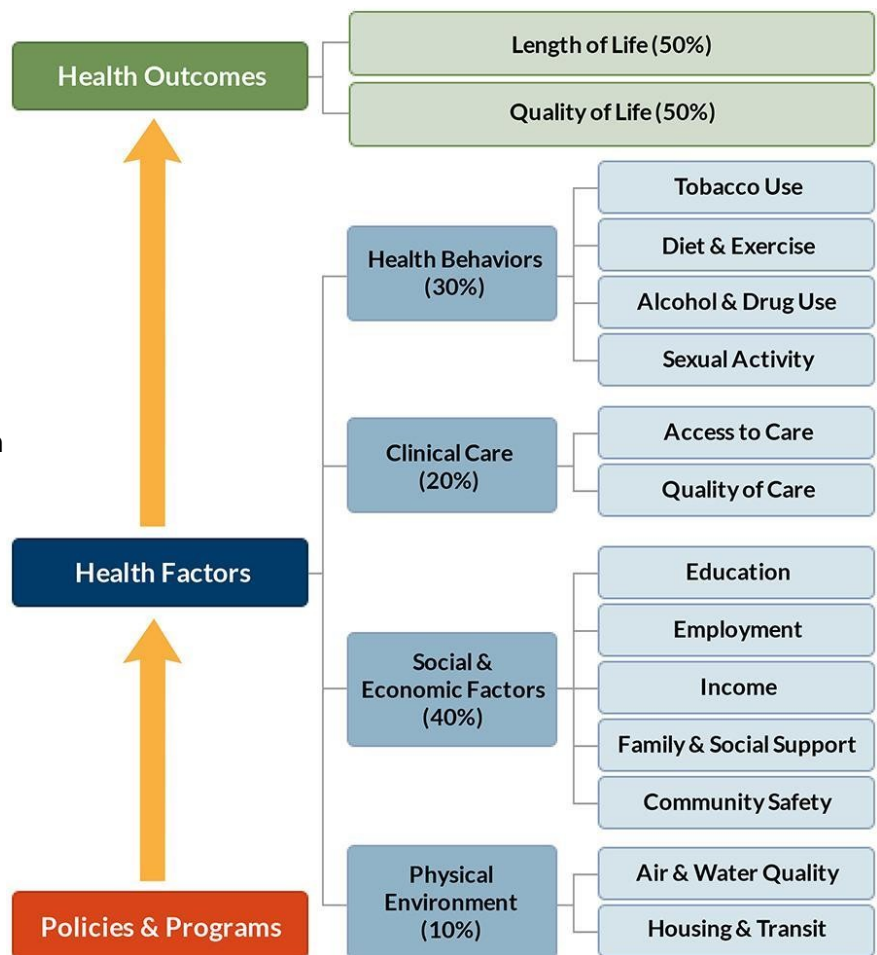 Health Outcomes
Length of Life (50%)
Quality of Life (50%)
Health Factors
Health Behaviors
(30%)
Tobacco Use
Diet & Exercise
Alcohol & Drug Use
Sexual Activity
Clinical Care
(20%)
Access to Care
Quality of Care
Social &
Economic Factors
(40%)
Education
Employment
Income
Family & Social Support
Community Safety
Physical
Environment
(10%)
Air & Water Quality
Housing & Transit
Policies & Programs